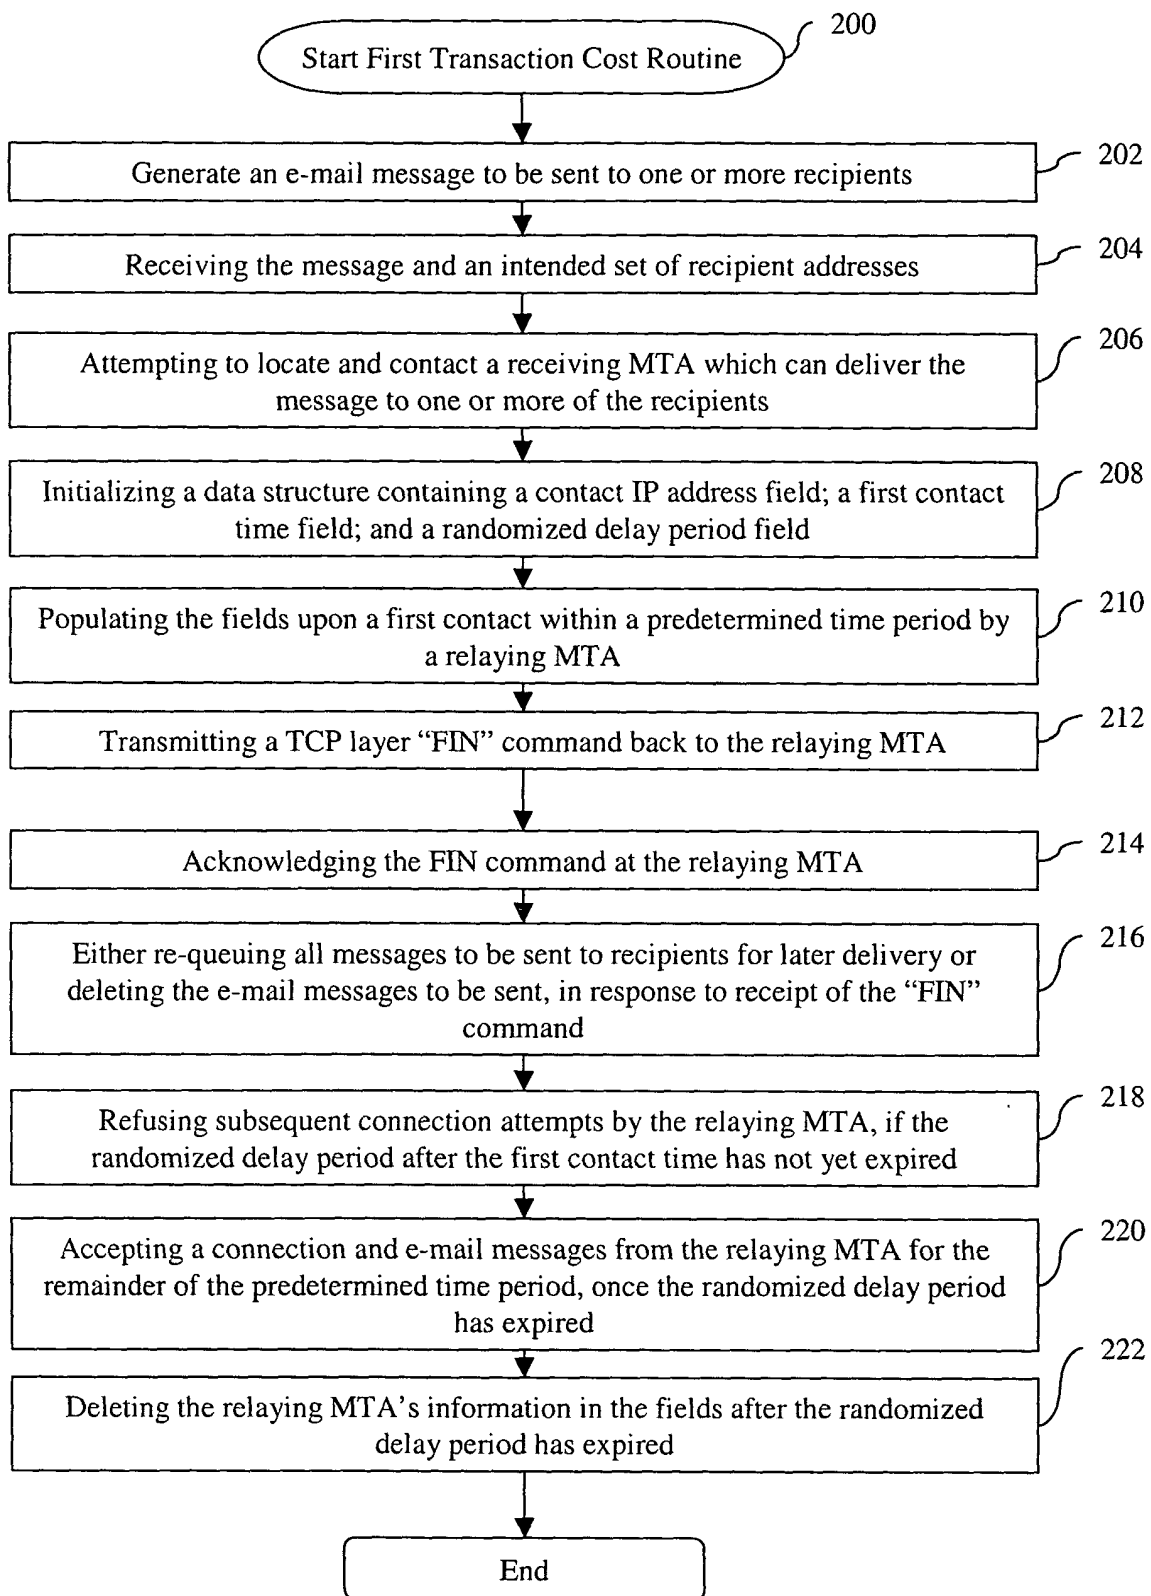 200
Start First Transaction Cost Routine
202
Generate an e-mail message to be sent to one or more recipients
204
Receiving the message and an intended set of recipient addresses
206
Attempting to locate and contact a receiving MTA which can deliver the
message to one or more of the recipients
208
Initializing a data structure containing a contact IP address field; a first contact
time field; and a randomized delay period field
210
Populating the fields upon a first contact within a predetermined time period by
a relaying MTA
212
Transmitting a TCP layer “FIN” command back to the relaying MTA
214
Acknowledging the FIN command at the relaying MTA
216
Either re-queuing all messages to be sent to recipients for later delivery or
deleting the e-mail messages to be sent, in response to receipt of the “FIN”
command
218
Refusing subsequent connection attempts by the relaying MTA, if the
randomized delay period after the first contact time has not yet expired
220
Accepting a connection and e-mail messages from the relaying MTA for the
remainder of the predetermined time period, once the randomized delay period
has expired
222
Deleting the relaying MTA’s information in the fields after the randomized
delay period has expired
End